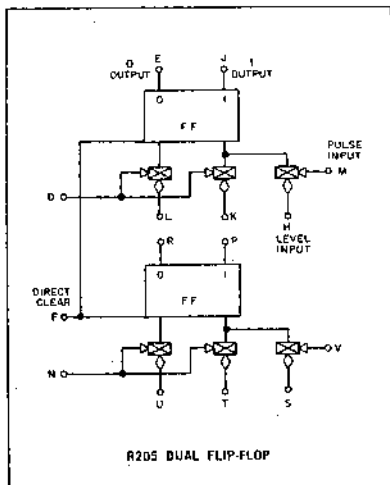 0 OUTPUT
E
J
1 OUTPUT
0
1
FF
PULSE INPUT
M
D
L
K
H
LEVEL INPUT
R
P
0
1
FF
DIRECT CLEAR
F
N
V
U
T
S
R205 DUAL FLIP-FLOP